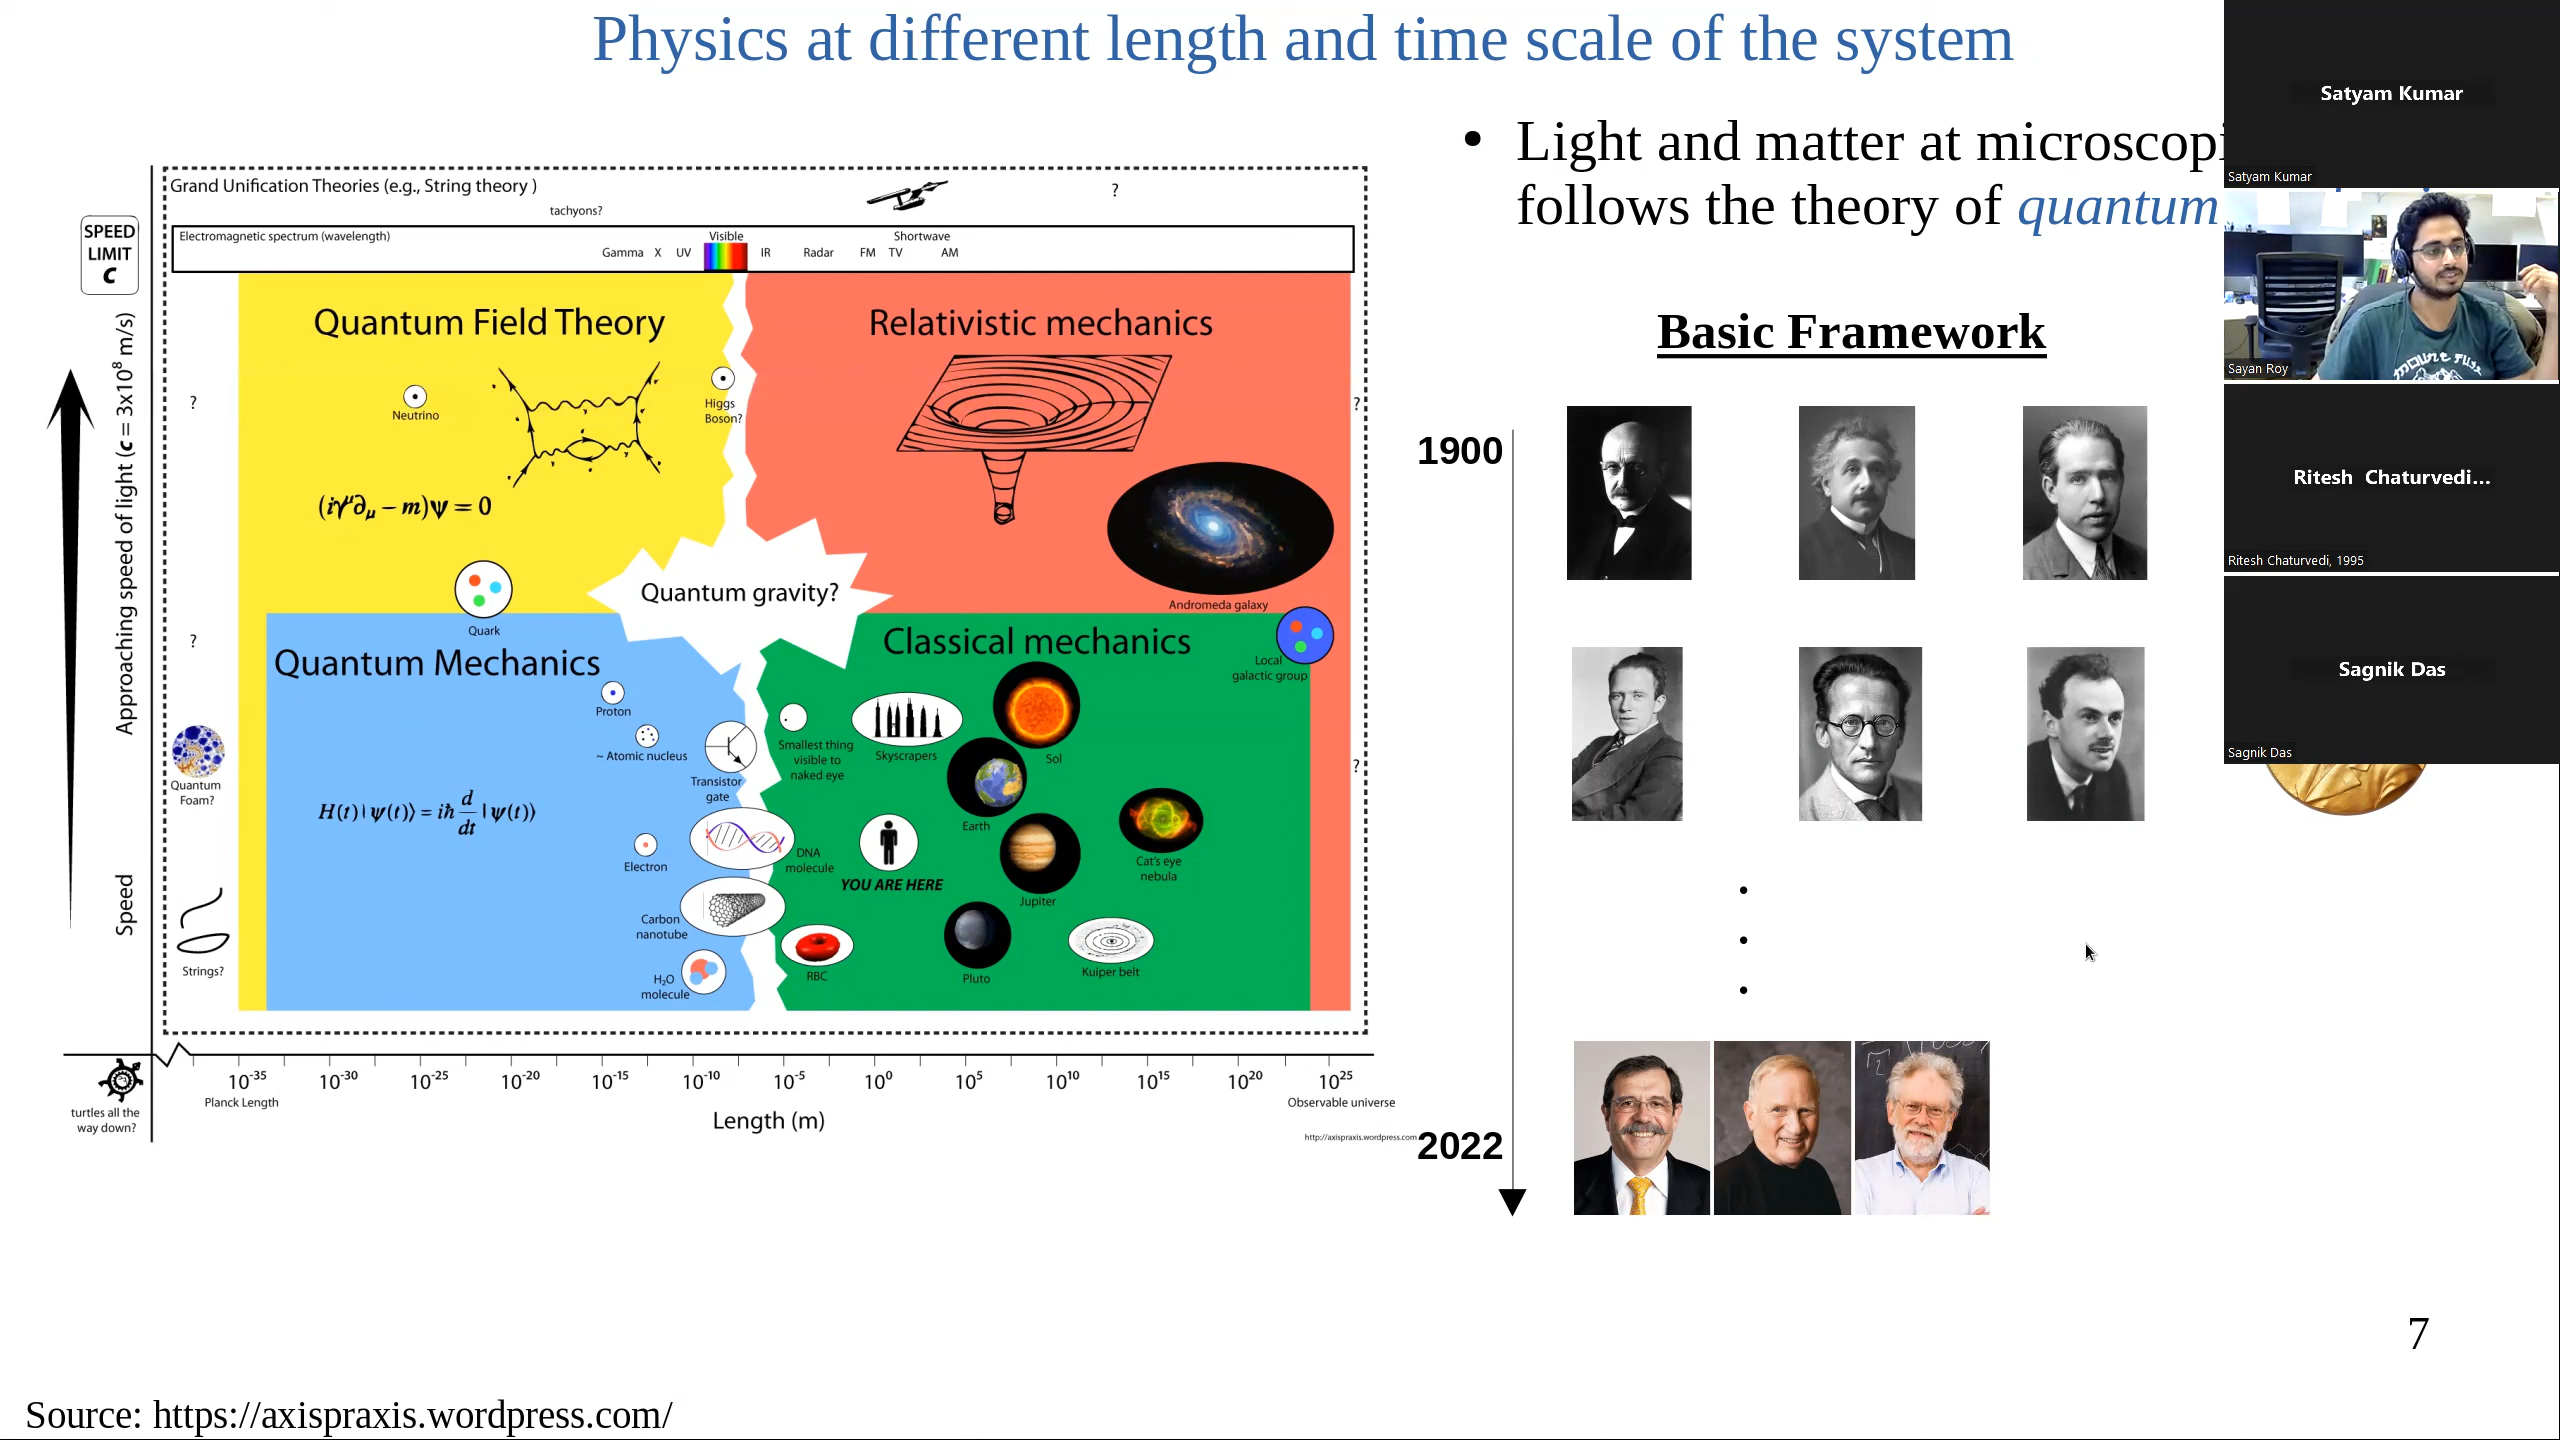 Physics at different length and time scale of the system
Grand Unification Theories (e.g., String theory )
tachyons?
?
SPEED
LIMIT
c
Electromagnetic spectrum (wavelength)
Visible
Shortwave
Gamma X UV IR Radar FM TV AM
Approaching speed of light (c = 3x10⁸ m/s)
Speed
Quantum Field Theory
Neutrino
Higgs
Boson?
(iγ^μ∂_μ – m)ψ = 0
Quark
Relativistic mechanics
Andromeda galaxy
Quantum gravity?
?
?
?
?
Quantum
Foam?
Strings?
Quantum Mechanics
Proton
~ Atomic nucleus
Transistor
gate
H(t)|ψ(t)⟩ = iħ d/dt |ψ(t)⟩
Electron
DNA
molecule
Carbon
nanotube
H₂O
molecule
Classical mechanics
Local
galactic group
Smallest thing
visible to
naked eye
Skyscrapers
Sol
Earth
YOU ARE HERE
Cat's eye
nebula
Jupiter
RBC
Pluto
Kuiper belt
turtles all the
way down?
10⁻³⁵ 10⁻³⁰ 10⁻²⁵ 10⁻²⁰ 10⁻¹⁵ 10⁻¹⁰ 10⁻⁵ 10⁰ 10⁵ 10¹⁰ 10¹⁵ 10²⁰ 10²⁵
Planck Length
Observable universe
Length (m)
http://axispraxis.wordpress.com
• Light and matter at microscopi
follows the theory of quantum
Basic Framework
1900
2022
Satyam Kumar
Satyam Kumar
Sayan Roy
Ritesh Chaturvedi...
Ritesh Chaturvedi, 1995
Sagnik Das
Sagnik Das
7
Source: https://axispraxis.wordpress.com/